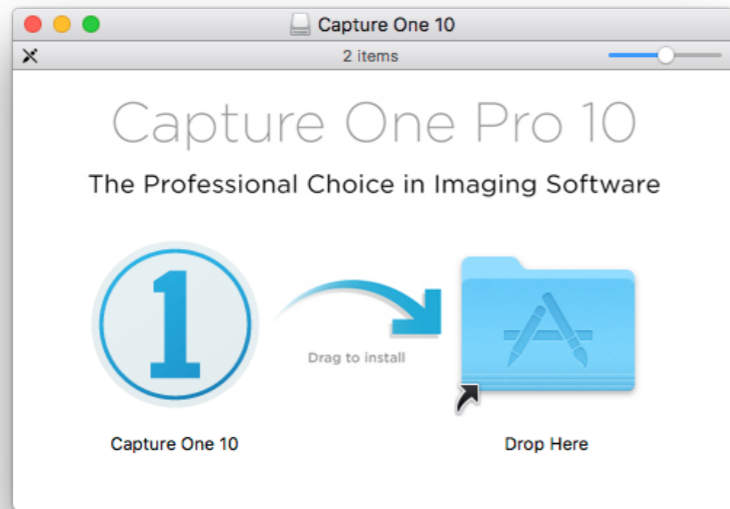 Capture One 10
2 items
Capture One Pro 10
The Professional Choice in Imaging Software
1
Drag to install
Capture One 10
Drop Here